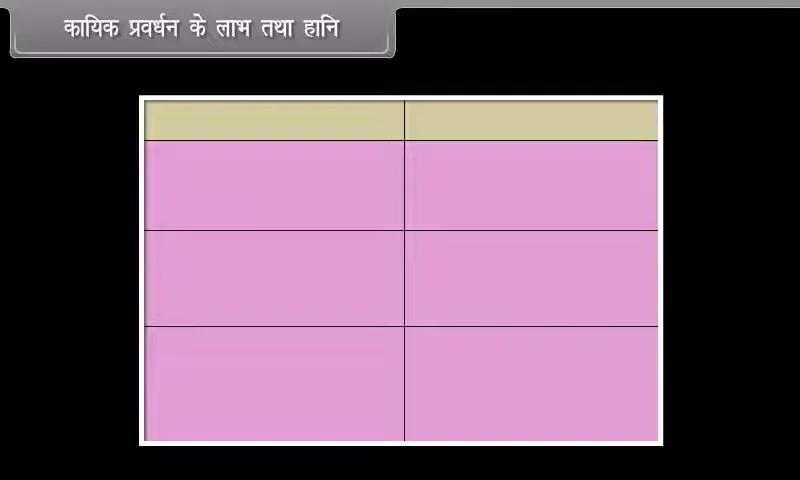 कायिक प्रवर्धन के लाभ तथा हानि